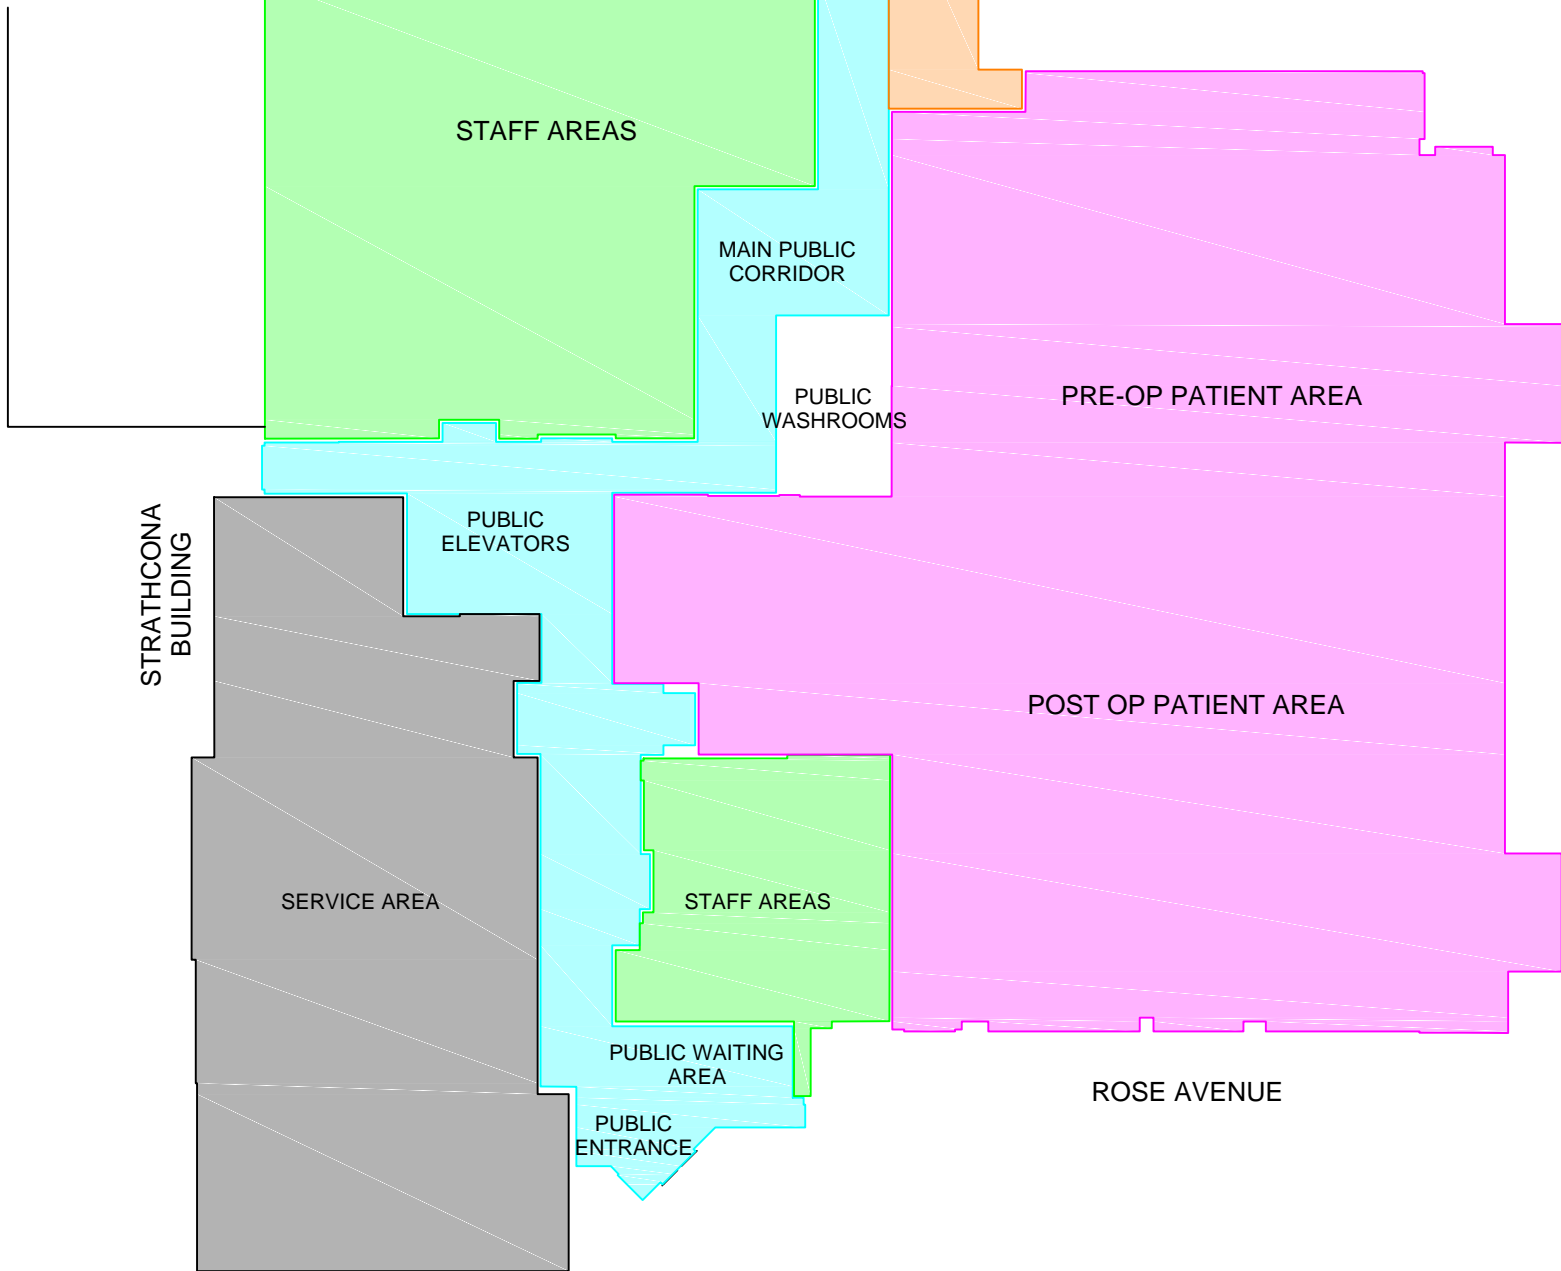 STAFF AREAS
MAIN PUBLIC
CORRIDOR
PUBLIC
WASHROOMS
PRE-OP PATIENT AREA
STRATHCONA
BUILDING
PUBLIC
ELEVATORS
POST OP PATIENT AREA
SERVICE AREA
STAFF AREAS
PUBLIC WAITING
AREA
ROSE AVENUE
PUBLIC
ENTRANCE